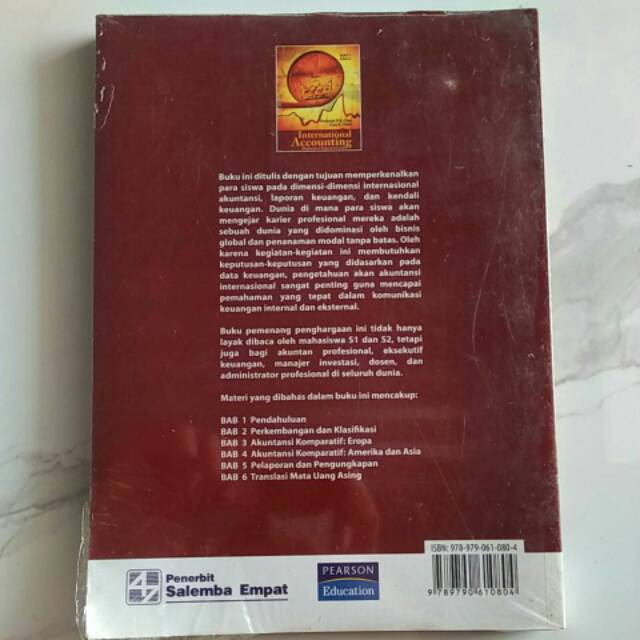 International
Accounting
Buku ini ditulis dengan tujuan memperkenalkan
para siswa pada dimensi-dimensi internasional
akuntansi, laporan keuangan, dan kendali
keuangan. Dunia di mana para siswa akan
mengejar karier profesional mereka adalah
sebuah dunia yang didominasi oleh bisnis
global dan penanaman modal tanpa batas. Oleh
karena kegiatan-kegiatan ini membutuhkan
keputusan-keputusan yang didasarkan pada
data keuangan, pengetahuan akan akuntansi
internasional sangat penting guna mencapai
pemahaman yang tepat dalam komunikasi
keuangan internal dan eksternal.
Buku pemenang penghargaan ini tidak hanya
layak dibaca oleh mahasiswa S1 dan S2, tetapi
juga bagi akuntan profesional, eksekutif
keuangan, manajer investasi, dosen, dan
administrator profesional di seluruh dunia.
Materi yang dibahas dalam buku ini mencakup:
BAB 1 Pendahuluan
BAB 2 Perkembangan dan Klasifikasi
BAB 3 Akuntansi Komparatif: Eropa
BAB 4 Akuntansi Komparatif: Amerika dan Asia
BAB 5 Pelaporan dan Pengungkapan
BAB 6 Translasi Mata Uang Asing
ISBN: 978-979-061-080-4
9 789790 610804
Penerbit
Salemba Empat
PEARSON
Education